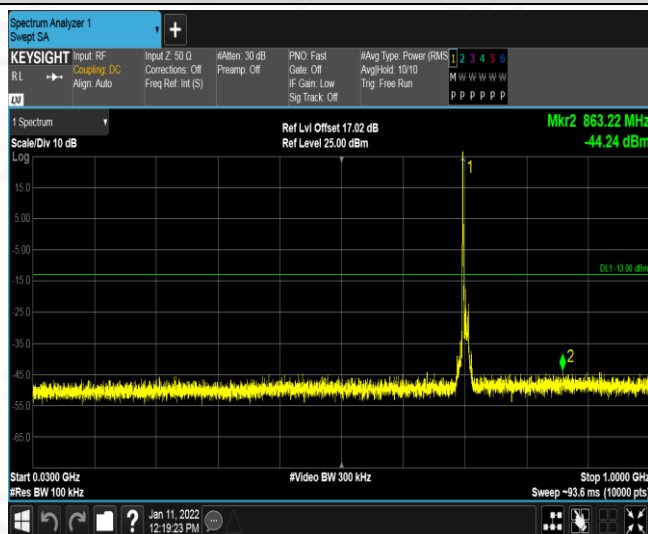 Spectrum Analyzer 1
Swept SA
+
KEYSIGHT
RL
LXI
Input: RF
Coupling: DC
Align: Auto
Input Z: 50 Ω
Corrections: Off
Freq Ref: Int (S)
#Atten: 30 dB
Preamp: Off
PNO: Fast
Gate: Off
IF Gain: Low
Sig Track: Off
#Avg Type: Power (RMS
Avg|Hold: 10/10
Trig: Free Run
1 2 3 4 5 6
M W W W W W
P P P P P P
1 Spectrum
Scale/Div 10 dB
Log
Ref Lvl Offset 17.02 dB
Ref Level 25.00 dBm
Mkr2 863.22 MHz
-44.24 dBm
15.0
5.00
-5.00
-15.0
-25.0
-35.0
-45.0
-55.0
-65.0
1
DL1 -13.00 dBm
2
Start 0.0300 GHz
#Res BW 100 kHz
#Video BW 300 kHz
Stop 1.0000 GHz
Sweep ~93.6 ms (10000 pts)
?
Jan 11, 2022
12:19:23 PM